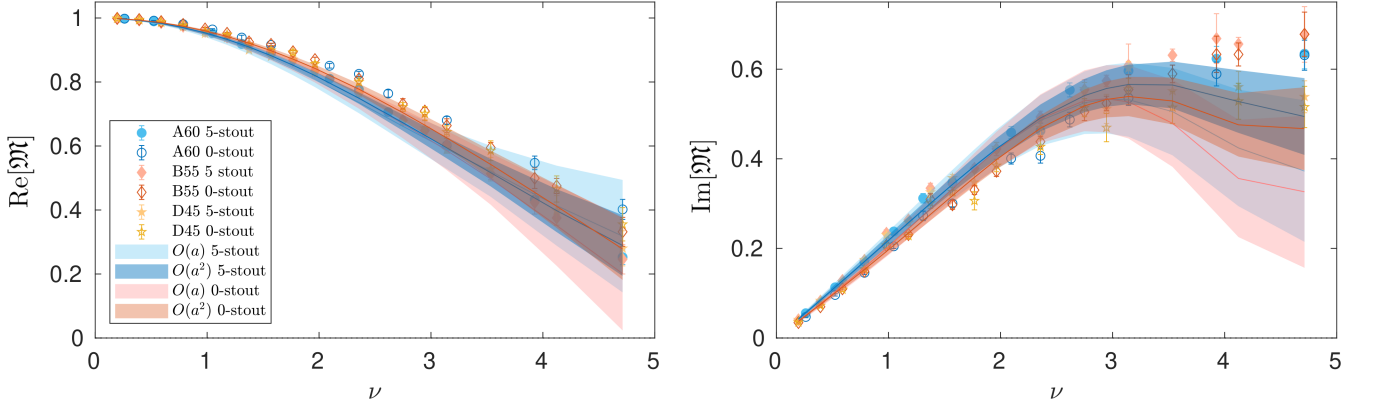 Re[𝔐]
1
0.8
0.6
0.4
0.2
0
0 1 2 3 4 5
ν
A60 5-stout
A60 0-stout
B55 5 stout
B55 0-stout
D45 5-stout
D45 0-stout
O(a) 5-stout
O(a²) 5-stout
O(a) 0-stout
O(a²) 0-stout
Im[𝔐]
0.6
0.4
0.2
0
0 1 2 3 4 5
ν